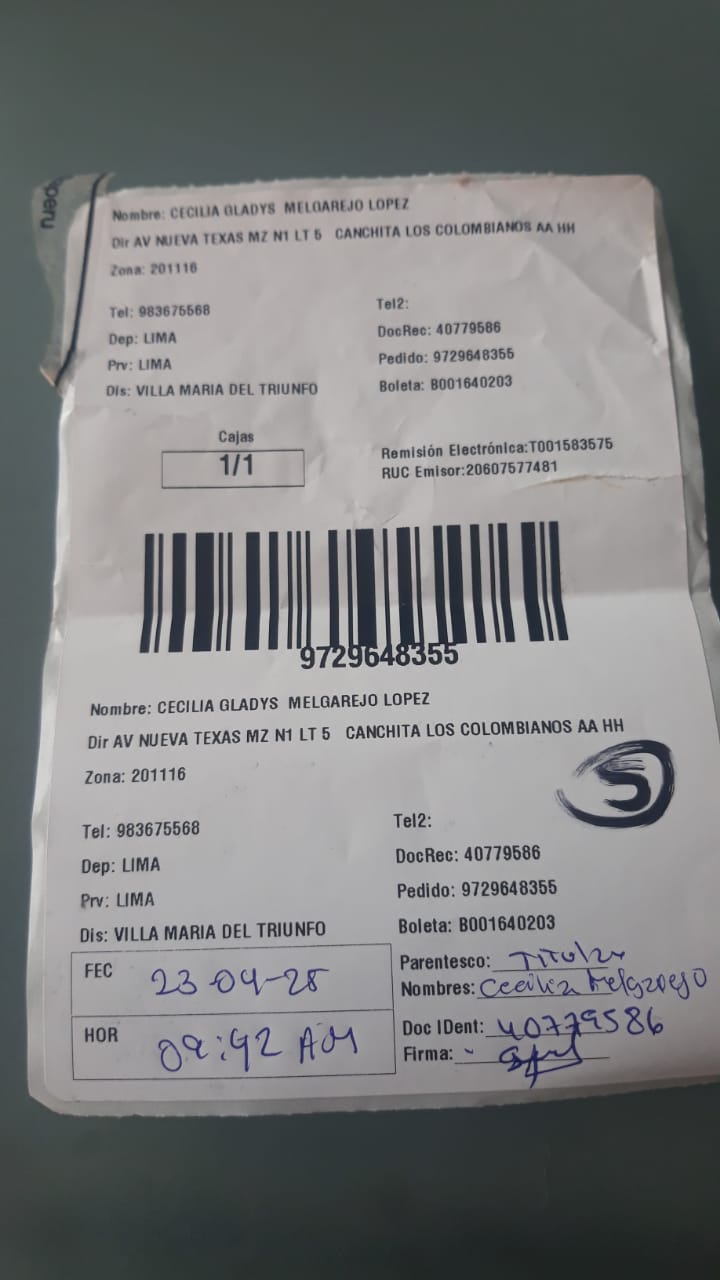 peru
Nombre: CECILIA GLADYS MELGAREJO LOPEZ
Dir AV NUEVA TEXAS MZ N1 LT 5 CANCHITA LOS COLOMBIANOS AA HH
Zona: 201116
Tel: 983675568 Tel2:
Dep: LIMA DocRec: 40779586
Prv: LIMA Pedido: 9729648355
Dis: VILLA MARIA DEL TRIUNFO Boleta: B001640203
Cajas
1/1
Remisión Electrónica:T001583575
RUC Emisor:20607577481
9729648355
Nombre: CECILIA GLADYS MELGAREJO LOPEZ
Dir AV NUEVA TEXAS MZ N1 LT 5 CANCHITA LOS COLOMBIANOS AA HH
Zona: 201116
5
Tel: 983675568 Tel2:
Dep: LIMA DocRec: 40779586
Prv: LIMA Pedido: 9729648355
Dis: VILLA MARIA DEL TRIUNFO Boleta: B001640203
FEC 23-04-25
HOR 09:42 AM
Parentesco: Titular
Nombres: Cecilia Melgarejo
Doc IDent: 40779586
Firma: